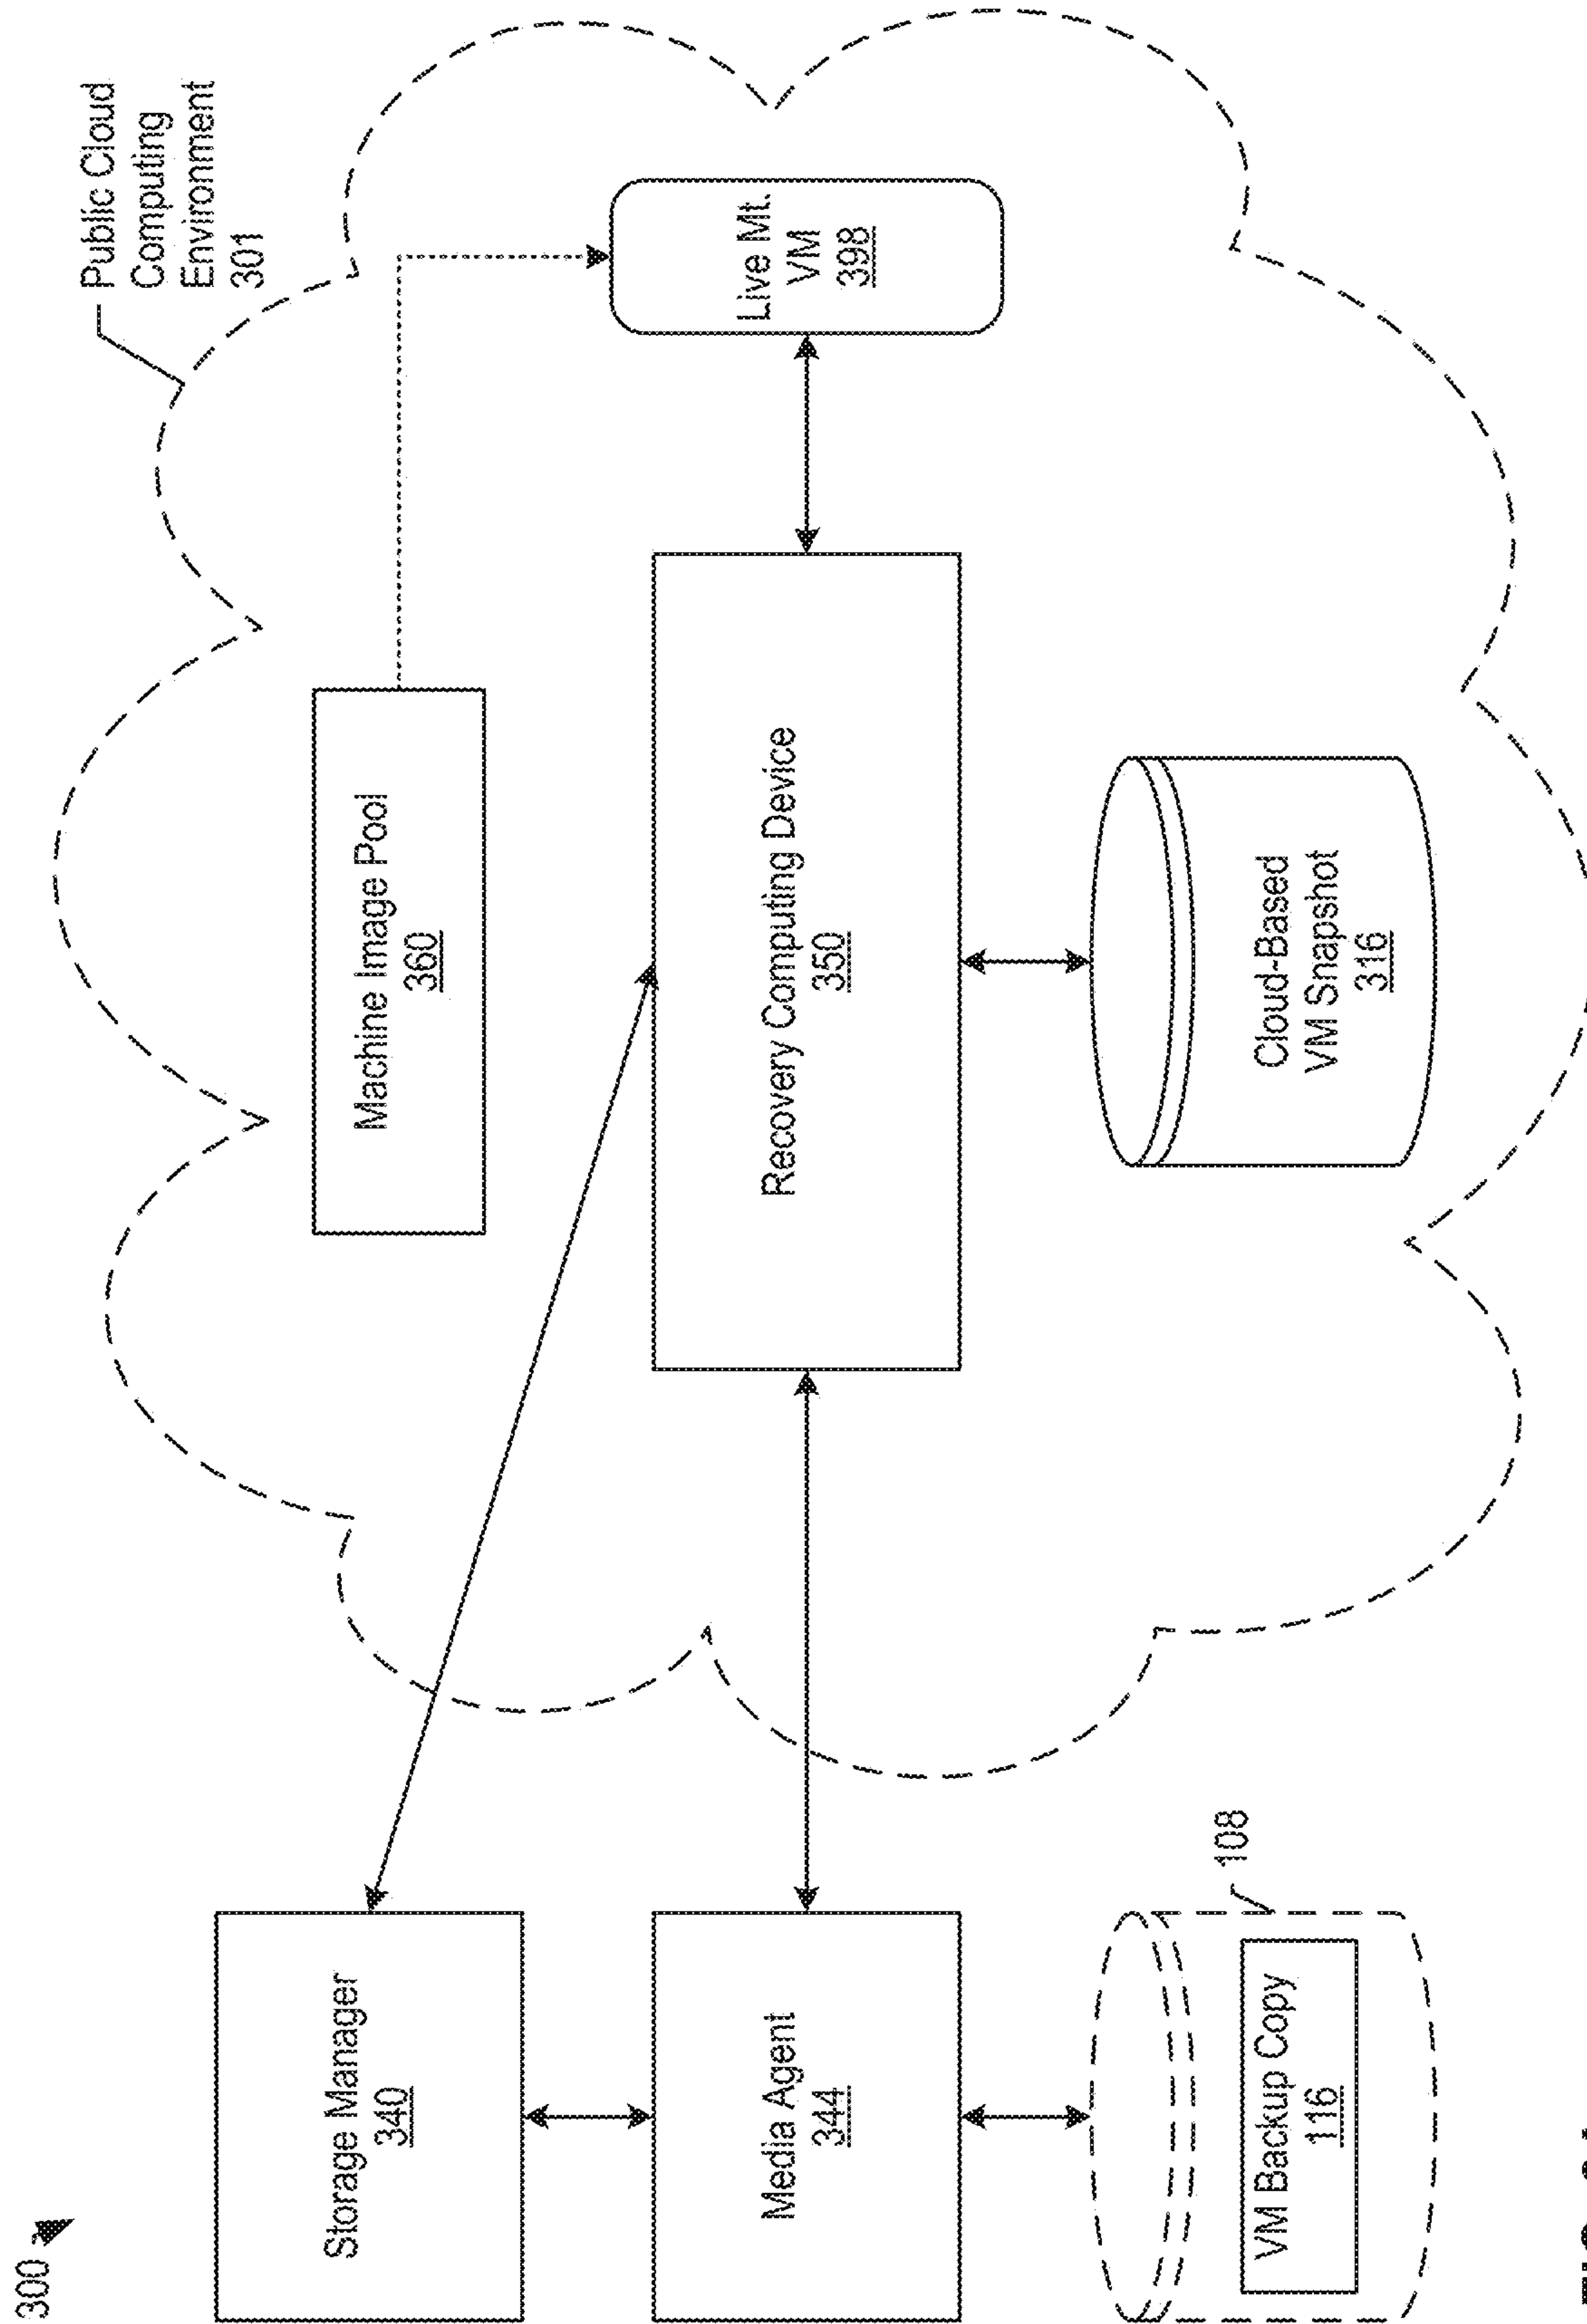 300
Public Cloud
Computing
Environment
301
Storage Manager
340
Machine Image Pool
360
Media Agent
344
Recovery Computing Device
350
Live Mt.
VM
398
108
VM Backup Copy
116
Cloud-Based
VM Snapshot
316